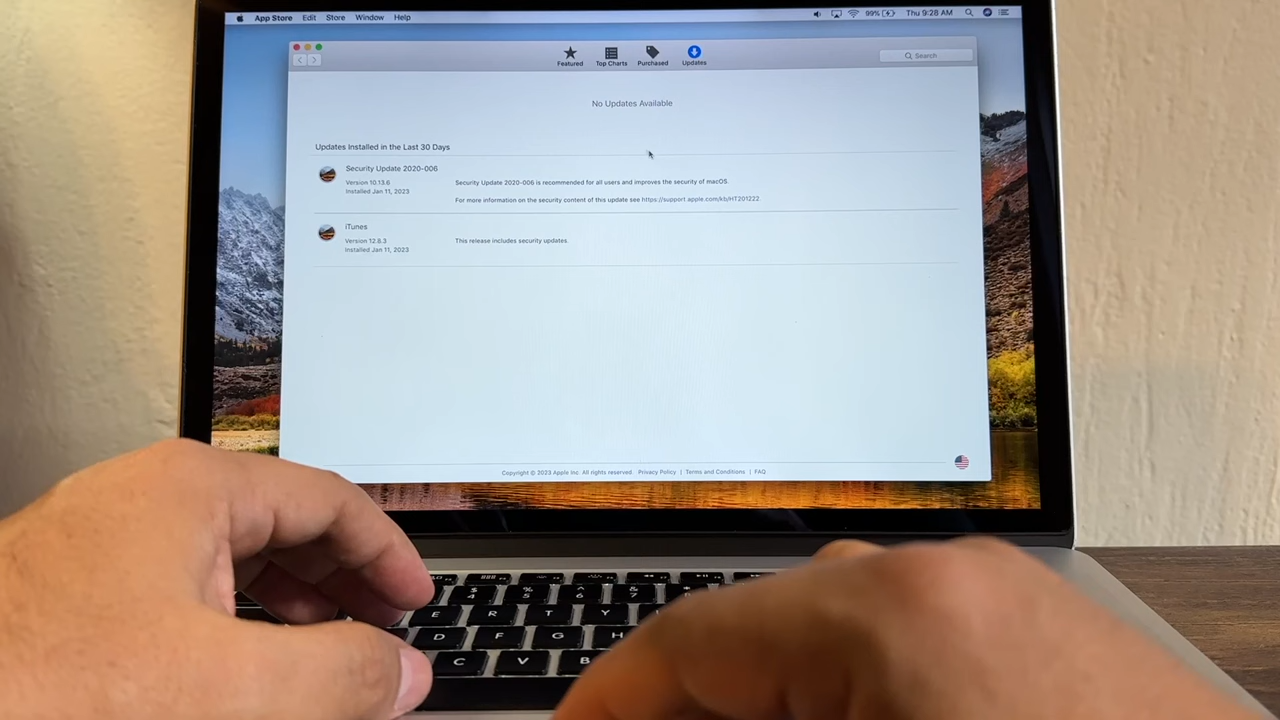 App Store Edit Store Window Help 99% Thu 9:28 AM
Featured Top Charts Purchased Updates Search
No Updates Available
Updates Installed in the Last 30 Days
Security Update 2020-006
Version 10.13.6
Installed Jan 11, 2023
Security Update 2020-006 is recommended for all users and improves the security of macOS.
For more information on the security content of this update see https://support.apple.com/kb/HT201222
iTunes
Version 12.8.3
Installed Jan 11, 2023
This release includes security updates
Copyright © 2023 Apple Inc. All rights reserved. Privacy Policy | Terms and Conditions | FAQ
$ % ^ &
4 5 6 7
E R T Y
D F G H
C V B